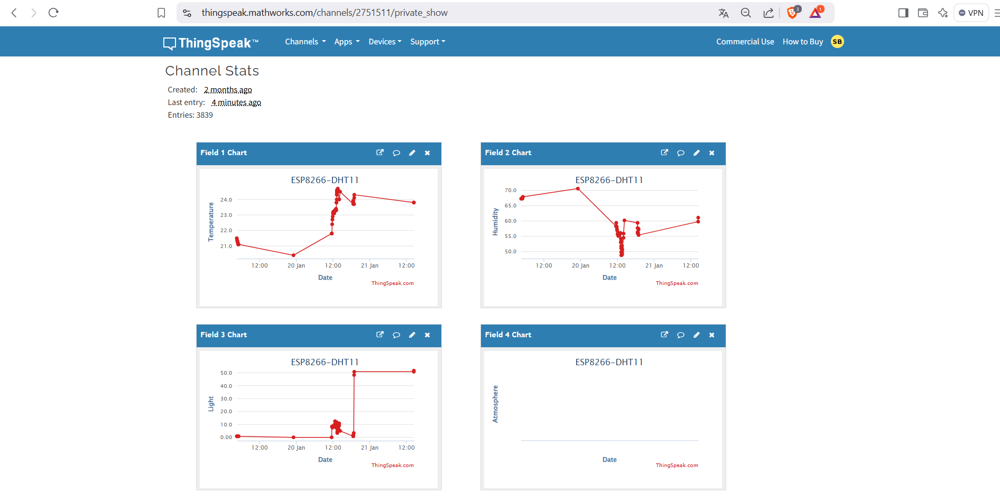 thingspeak.mathworks.com/channels/2751511/private_show
3
1
VPN
ThingSpeak™
Channels
Apps
Devices
Support
Commercial Use
How to Buy
SB
Channel Stats
Created: 2 months ago
Last entry: 4 minutes ago
Entries: 3839
Field 1 Chart
ESP8266-DHT11
Temperature
24.0
23.0
22.0
21.0
12:00 20 Jan 12:00 21 Jan 12:00
Date
ThingSpeak.com
Field 2 Chart
ESP8266-DHT11
Humidity
70.0
65.0
60.0
55.0
50.0
12:00 20 Jan 12:00 21 Jan 12:00
Date
ThingSpeak.com
Field 3 Chart
ESP8266-DHT11
Light
50.0
40.0
30.0
20.0
10.0
0.00
12:00 20 Jan 12:00 21 Jan 12:00
Date
ThingSpeak.com
Field 4 Chart
ESP8266-DHT11
Atmosphere
Date
ThingSpeak.com